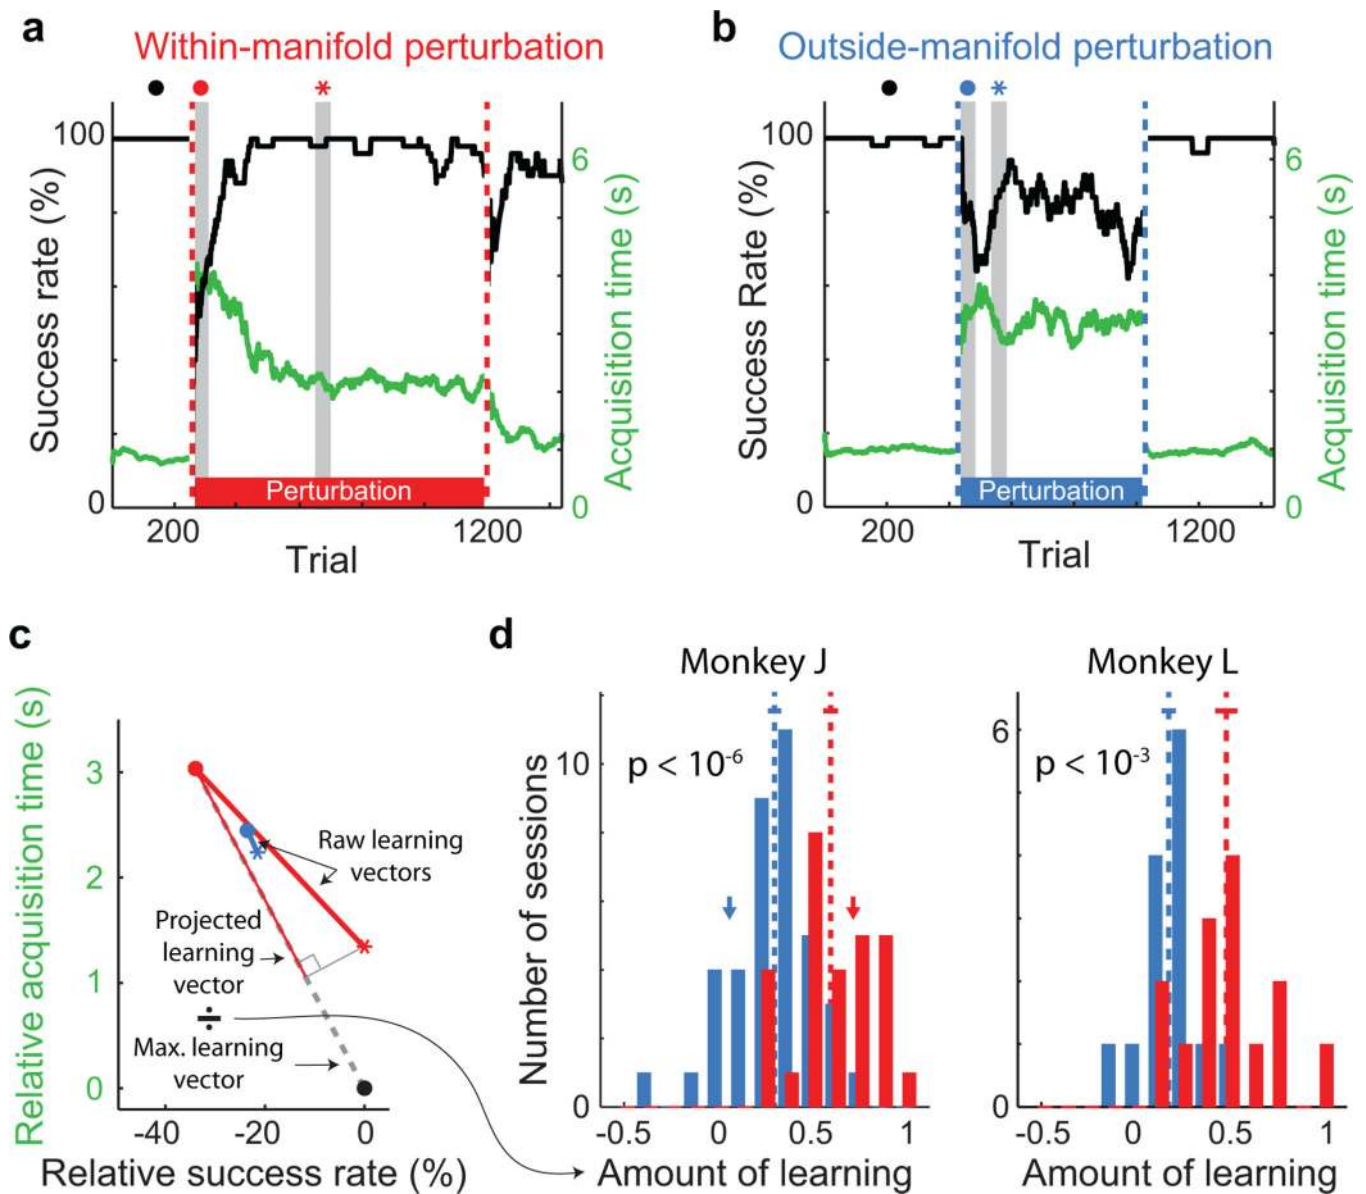 a
Within-manifold perturbation
100
0
Success rate (%)
6
0
Acquisition time (s)
Perturbation
200
1200
Trial
b
Outside-manifold perturbation
100
0
Success Rate (%)
6
0
Acquisition time (s)
Perturbation
200
1200
Trial
c
Relative acquisition time (s)
3
2
1
0
Raw learning
vectors
Projected
learning
vector
÷
Max. learning
vector
-40
-20
0
Relative success rate (%)
d
Monkey J
Number of sessions
10
0
p < 10-6
-0.5
0
0.5
1
Amount of learning
Monkey L
6
0
p < 10-3
-0.5
0
0.5
1
Amount of learning